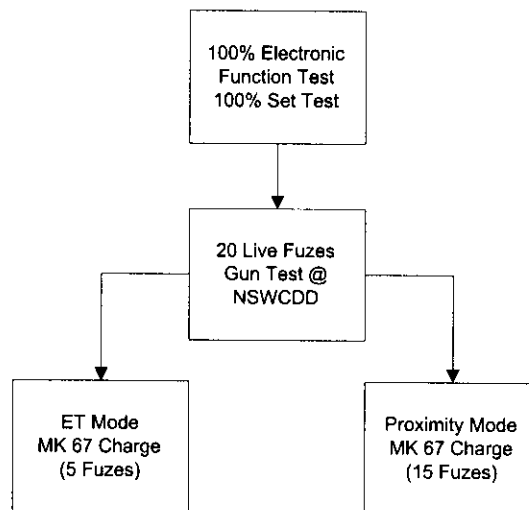 100% Electronic
Function Test
100% Set Test
20 Live Fuzes
Gun Test @
NSWCDD
ET Mode
MK 67 Charge
(5 Fuzes)
Proximity Mode
MK 67 Charge
(15 Fuzes)